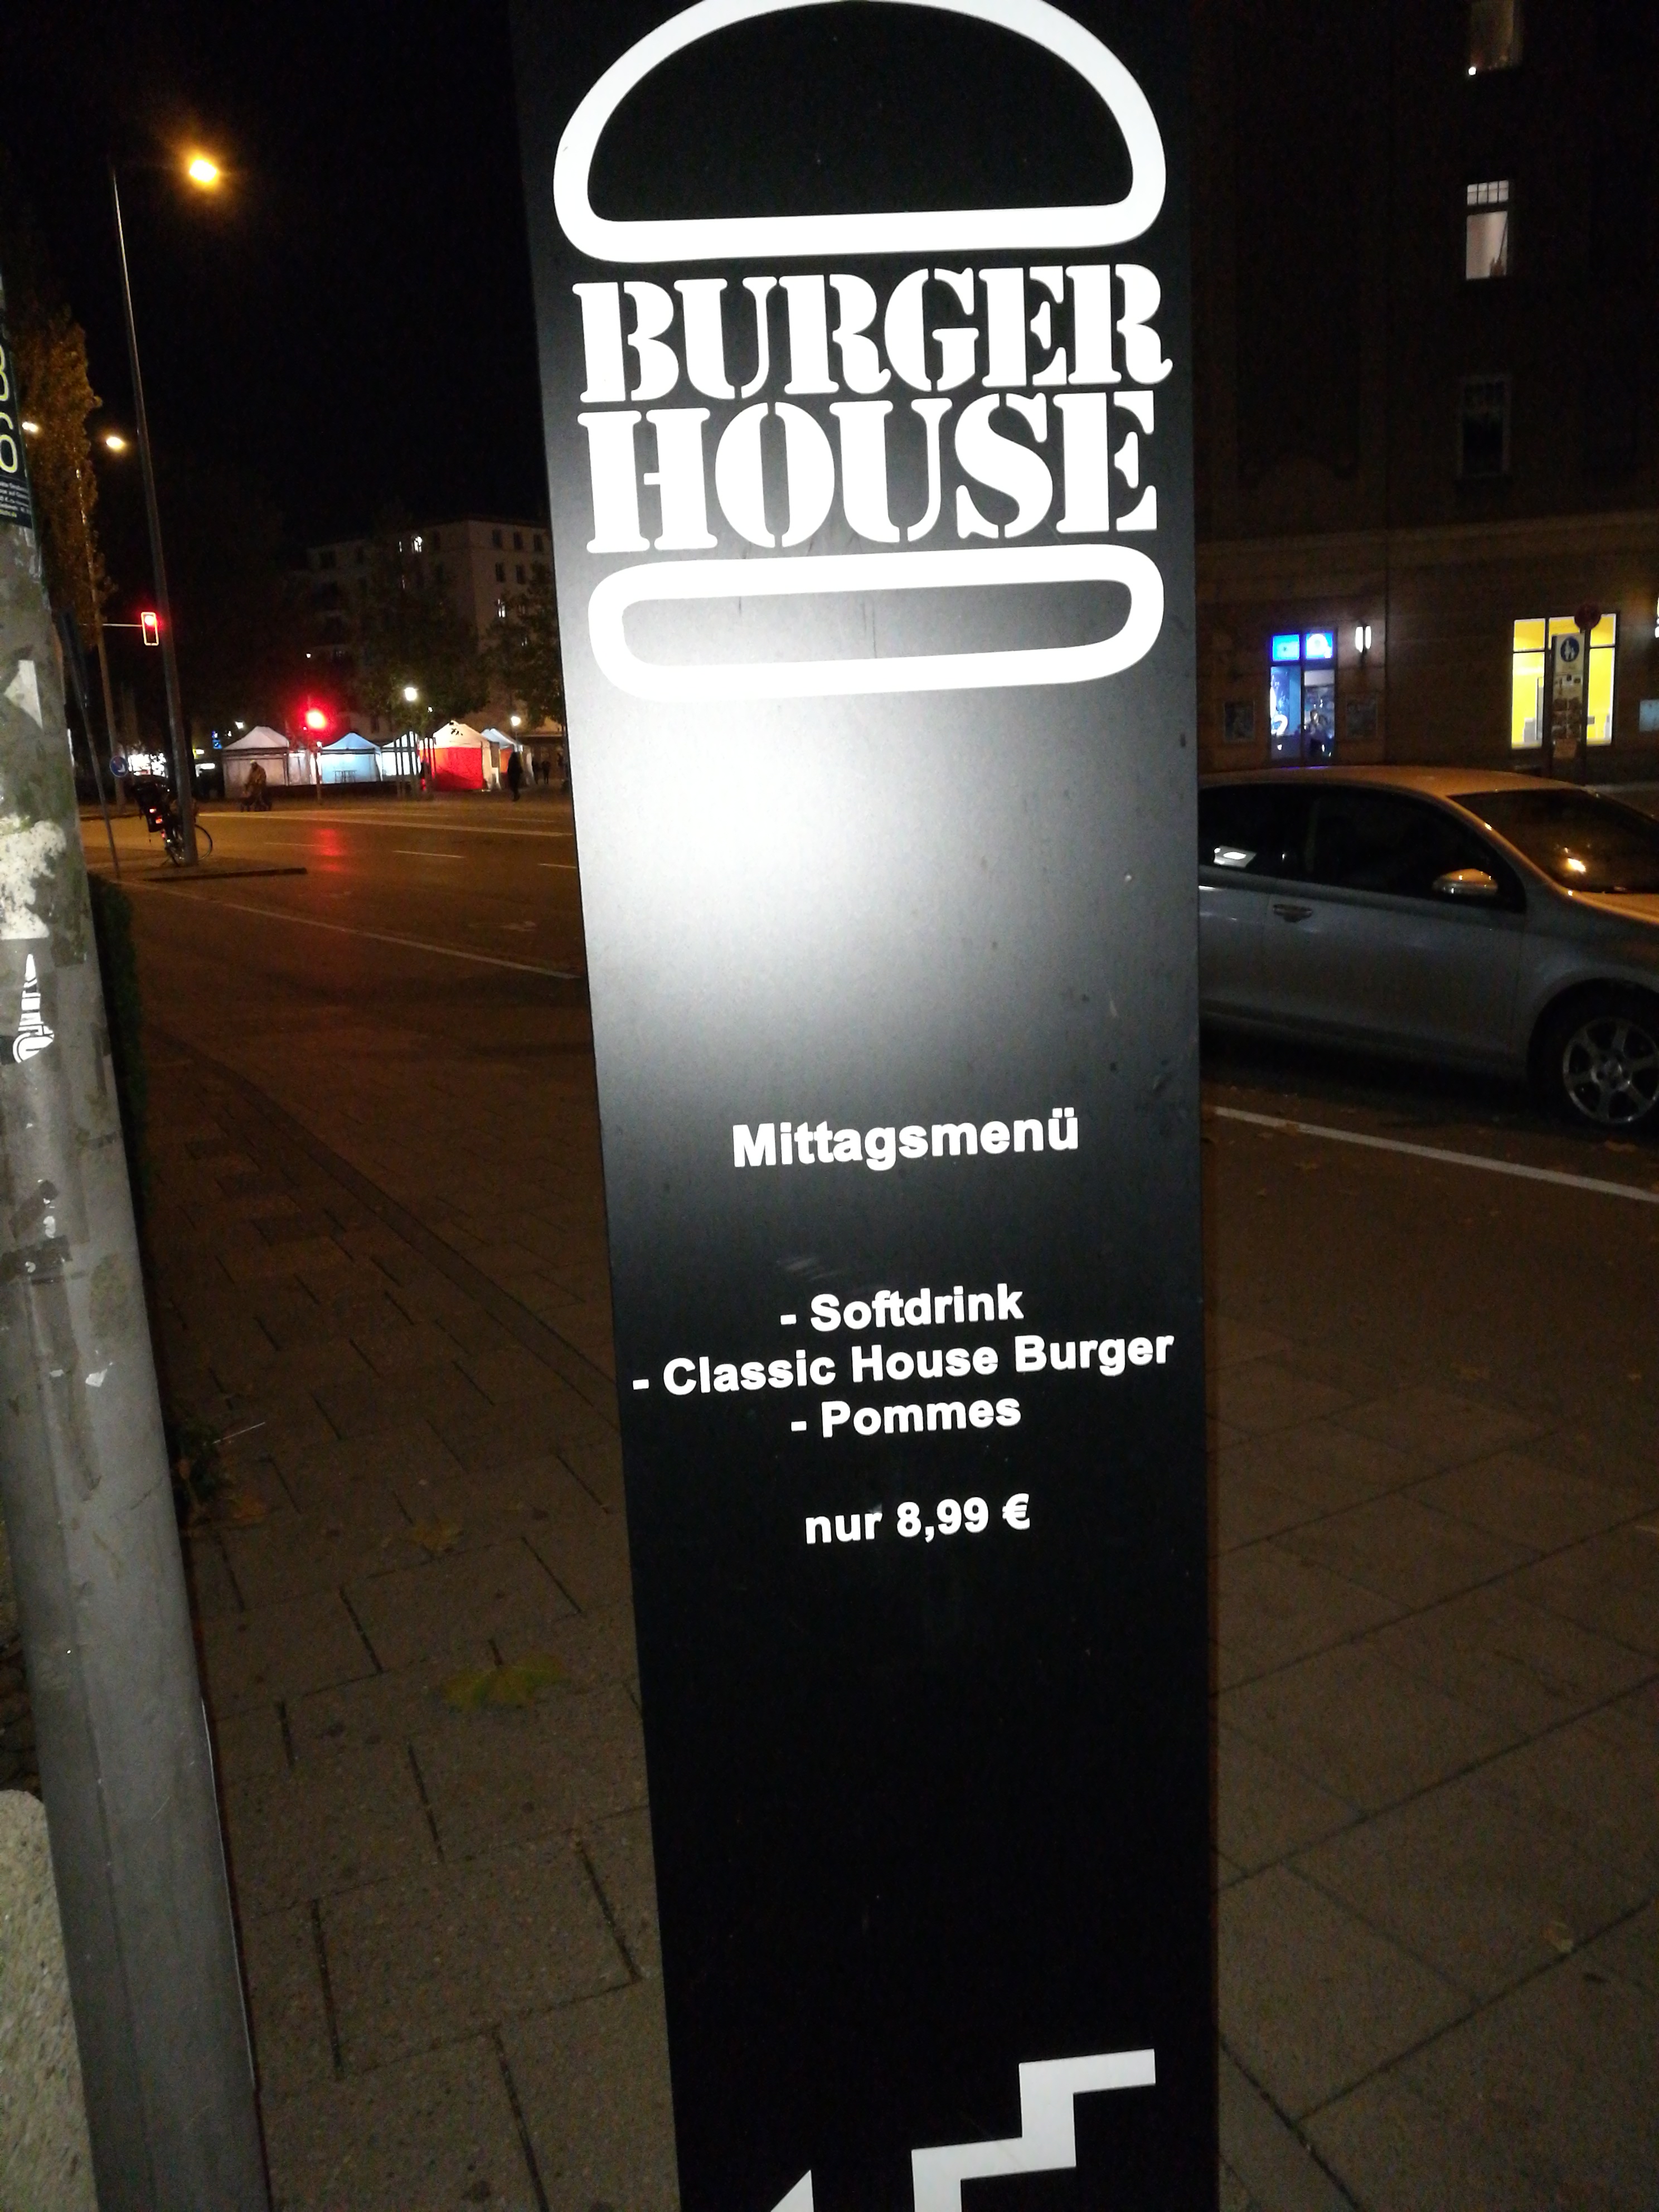 BURGER
HOUSE
Mittagsmenü
- Softdrink
- Classic House Burger
- Pommes
nur 8,99 €